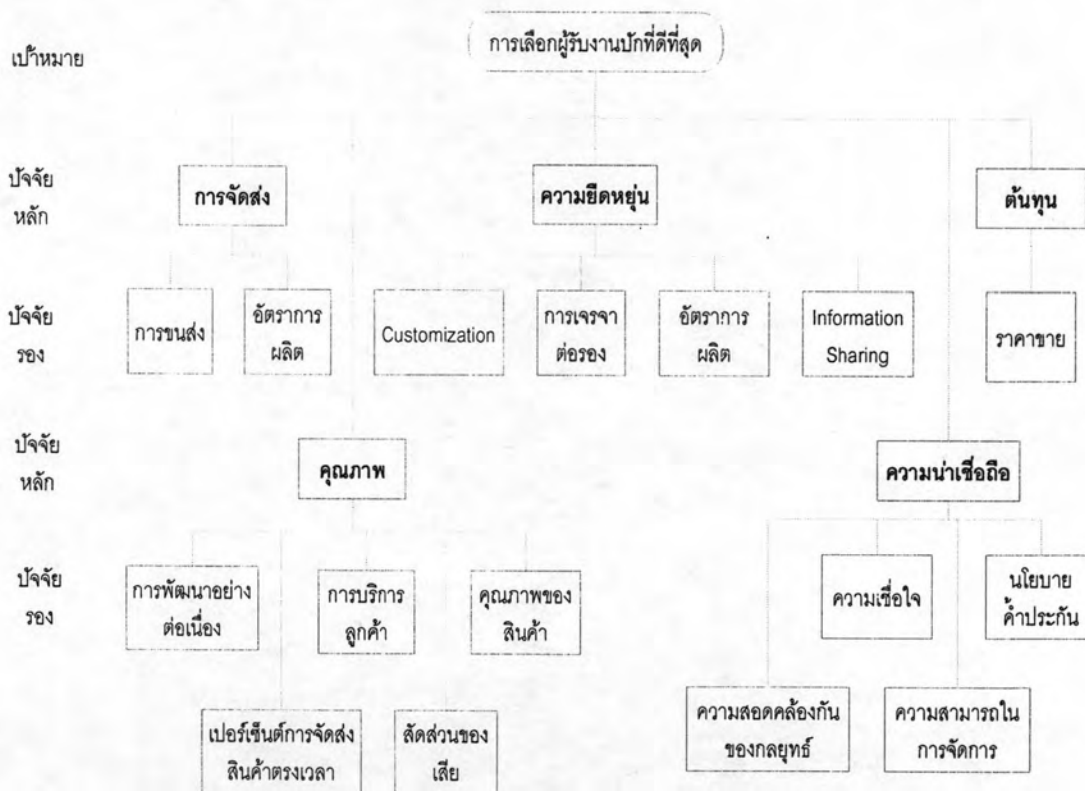 การเลือกผู้รับงานปักที่ดีที่สุด
เป้าหมาย
ปัจจัย
หลัก
การจัดส่ง
ความยืดหยุ่น
ต้นทุน
ปัจจัย
รอง
การขนส่ง
อัตราการ
ผลิต
Customization
การเจรจา
ต่อรอง
อัตราการ
ผลิต
Information
Sharing
ราคาขาย
ปัจจัย
หลัก
คุณภาพ
ความน่าเชื่อถือ
ปัจจัย
รอง
การพัฒนาอย่าง
ต่อเนื่อง
การบริการ
ลูกค้า
คุณภาพของ
สินค้า
ความเชื่อใจ
นโยบาย
ค้ำประกัน
เปอร์เซ็นต์การจัดส่ง
สินค้าตรงเวลา
สัดส่วนของ
เสีย
ความสอดคล้องกัน
ของกลยุทธ์
ความสามารถใน
การจัดการ